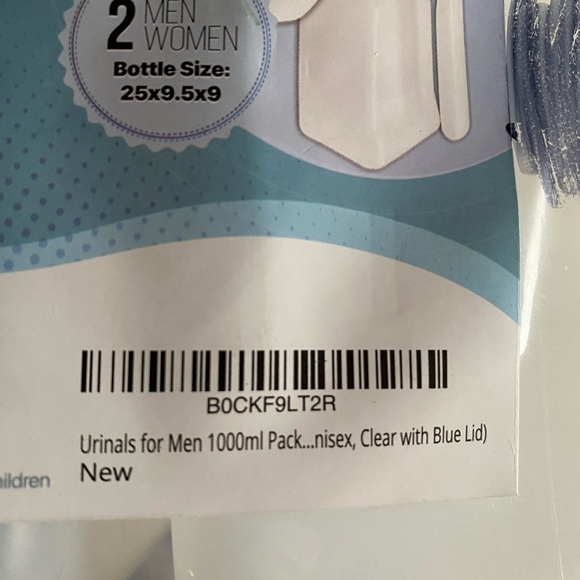 2 MEN
WOMEN
Bottle Size:
25x9.5x9
B0CKF9LT2R
Urinals for Men 1000ml Pack...nisex, Clear with Blue Lid)
New
ildren